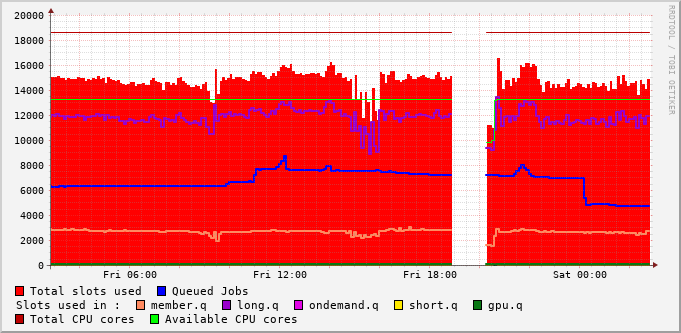 20000
18000
16000
14000
12000
10000
8000
6000
4000
2000
0
Fri 06:00 Fri 12:00 Fri 18:00 Sat 00:00
RRDTOOL / TOBI OETIKER
Total slots used Queued Jobs
Slots used in : member.q long.q ondemand.q short.q gpu.q
Total CPU cores Available CPU cores